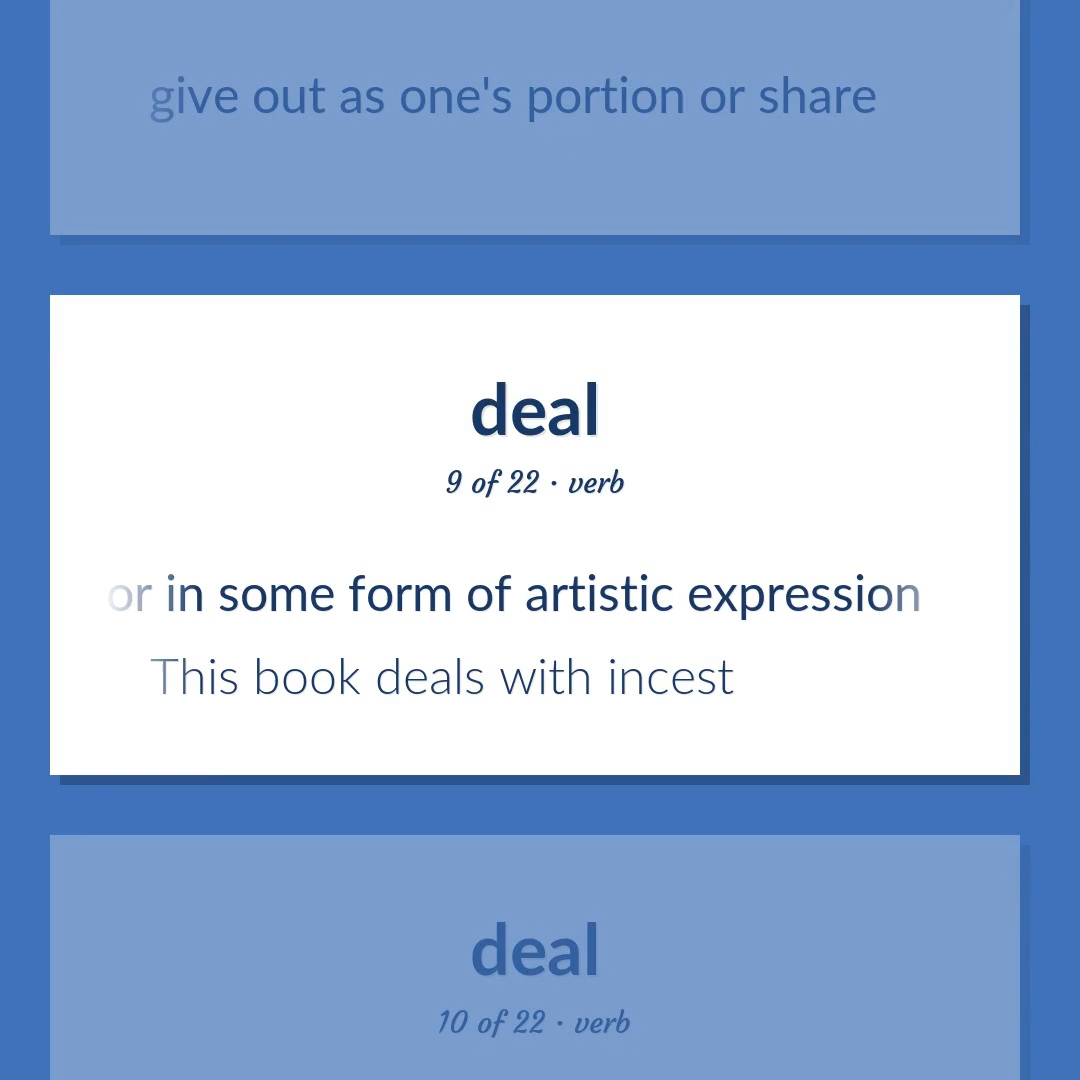 give out as one's portion or share
deal
9 of 22 · verb
or in some form of artistic expression
This book deals with incest
deal
10 of 22 · verb